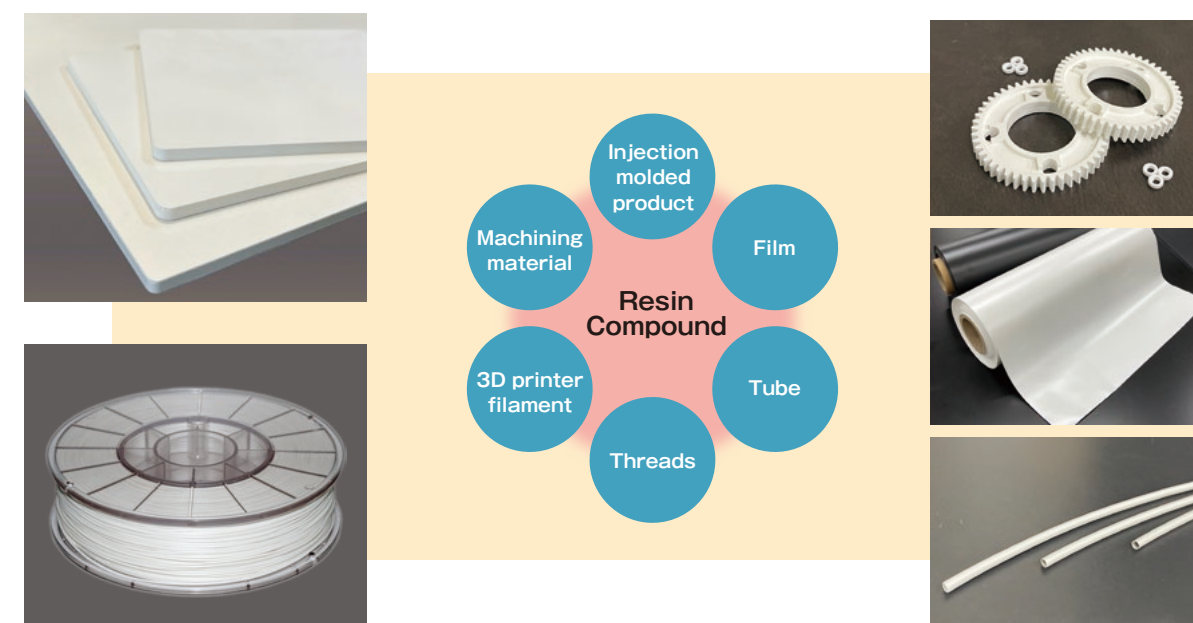 Injection
molded
product
Machining
material
Film
Resin
Compound
3D printer
filament
Tube
Threads